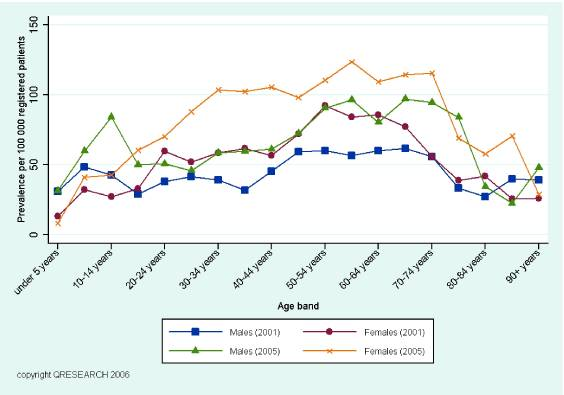 Prevalence per 100 000 registered patients
150
100
50
0
under 5 years
10-14 years
20-24 years
30-34 years
40-44 years
50-54 years
60-64 years
70-74 years
80-84 years
90+ years
Age band
Males (2001)
Females (2001)
Males (2005)
Females (2005)
copyright QRESEARCH 2006